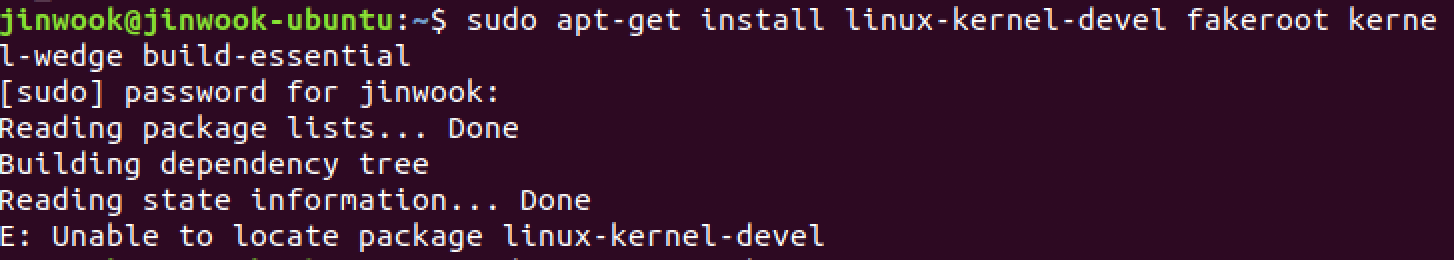 jinwook@jinwook-ubuntu:~$ sudo apt-get install linux-kernel-devel fakeroot kerne
l-wedge build-essential
[sudo] password for jinwook:
Reading package lists... Done
Building dependency tree
Reading state information... Done
E: Unable to locate package linux-kernel-devel